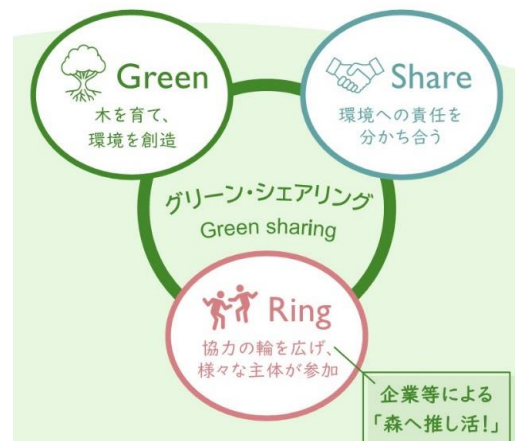 Green
木を育て、
環境を創造
Share
環境への責任を
分かち合う
グリーン・シェアリング
Green sharing
Ring
協力の輪を広げ、
様々な主体が参加
企業等による
「森へ推し活!」